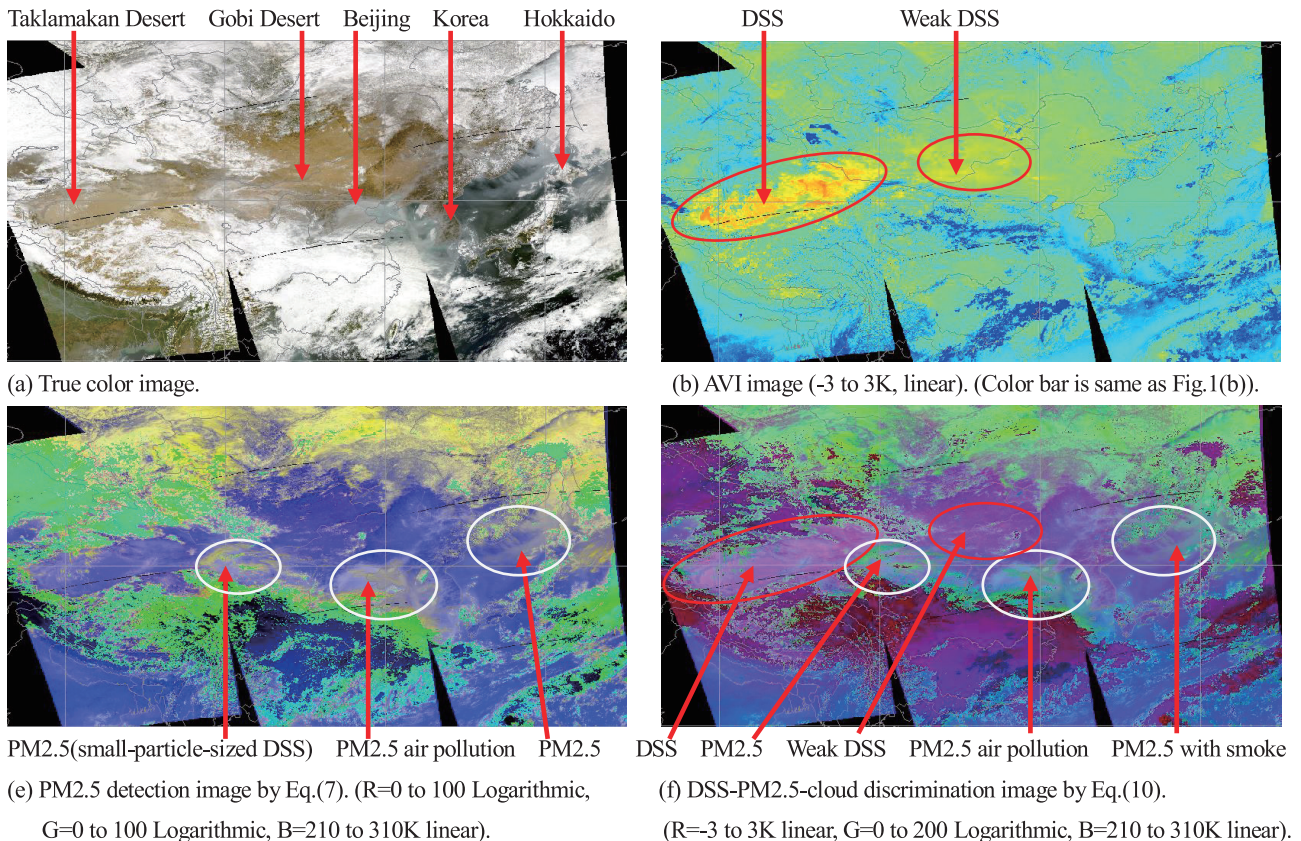 Taklamakan Desert Gobi Desert Beijing Korea Hokkaido
DSS Weak DSS
(a) True color image.
(b) AVI image (-3 to 3K, linear). (Color bar is same as Fig.1(b)).
PM2.5(small-particle-sized DSS) PM2.5 air pollution PM2.5
DSS PM2.5 Weak DSS PM2.5 air pollution PM2.5 with smoke
(e) PM2.5 detection image by Eq.(7). (R=0 to 100 Logarithmic,
G=0 to 100 Logarithmic, B=210 to 310K linear).
(f) DSS-PM2.5-cloud discrimination image by Eq.(10).
(R=-3 to 3K linear, G=0 to 200 Logarithmic, B=210 to 310K linear).